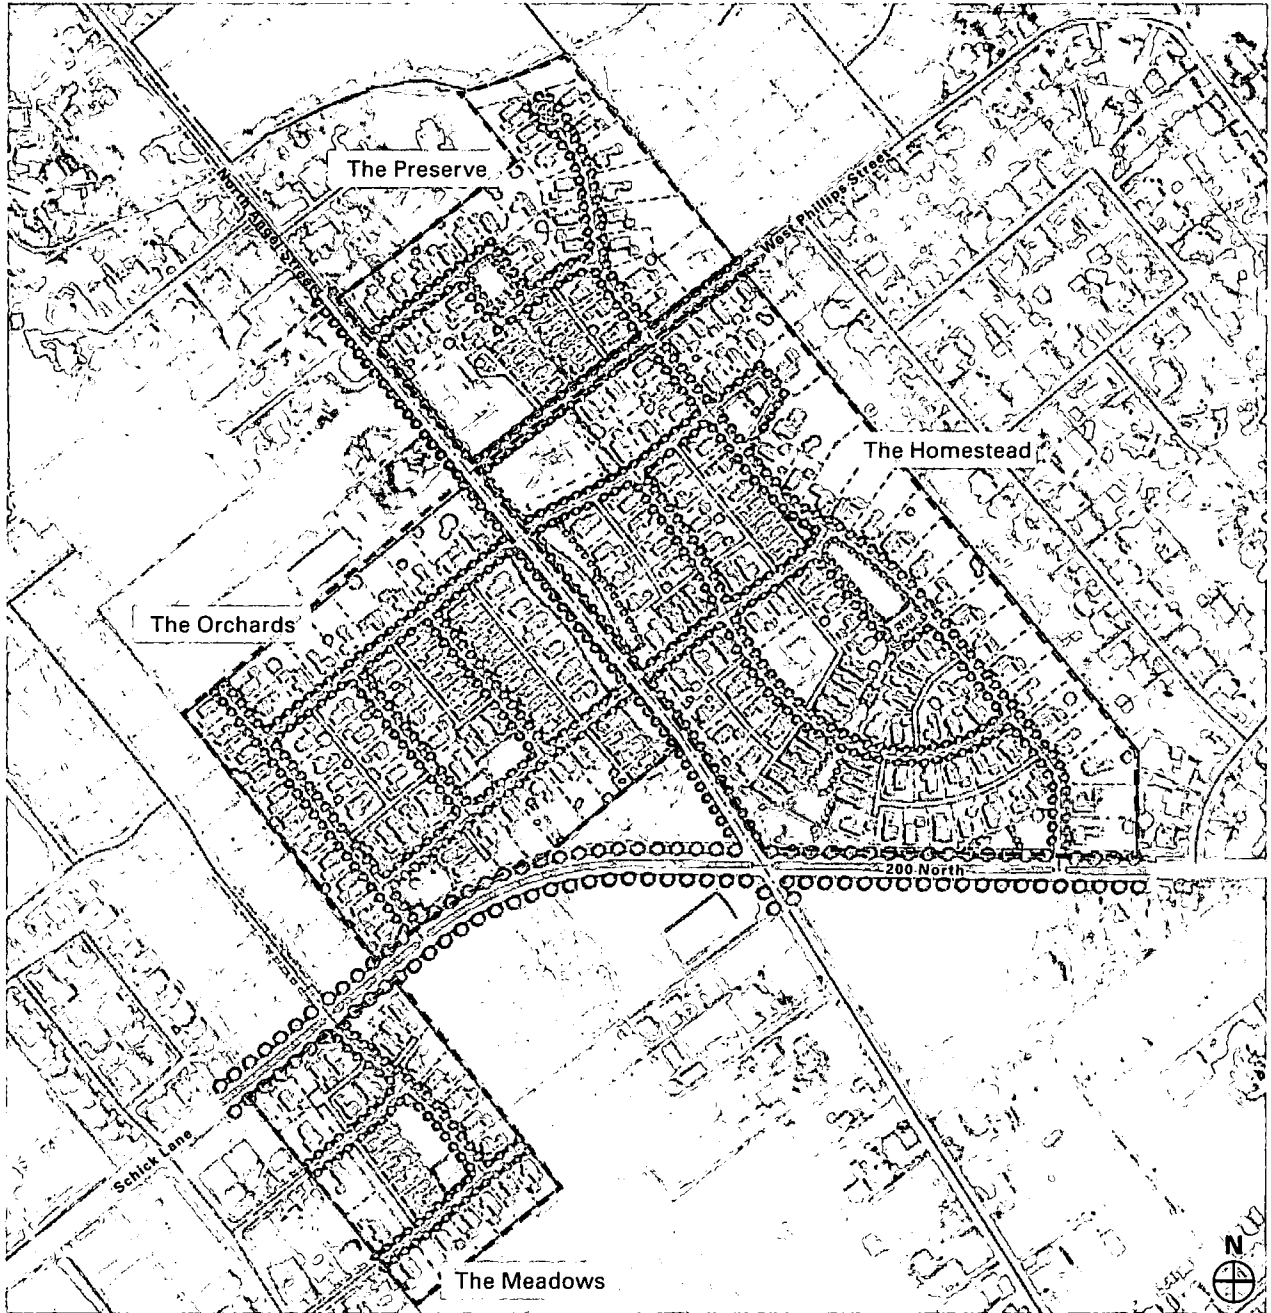 The Preserve
North Angel Street
West Phillips Street
The Homestead
The Orchards
200 North
Schick Lane
The Meadows
N